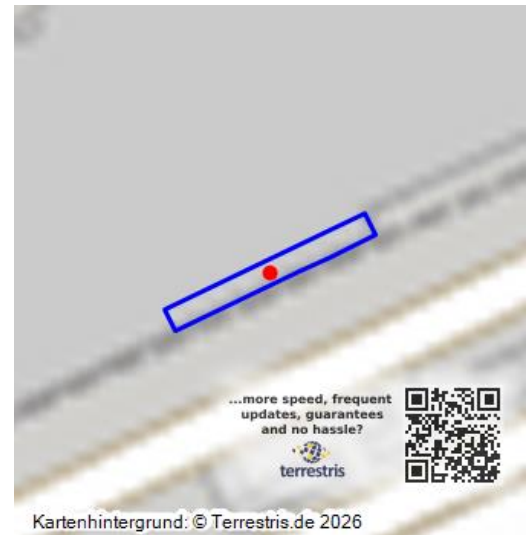 ...more speed, frequent
updates, guarantees
and no hassle?
terrestris
Kartenhintergrund: © Terrestris.de 2026